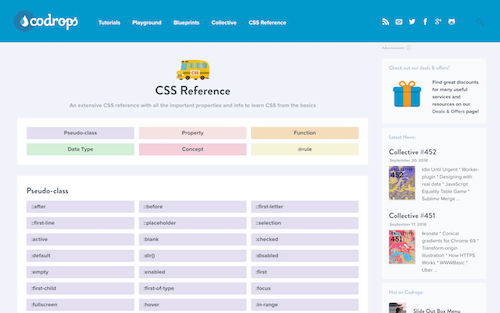 codrops
Tutorials Playground Blueprints Collective CSS Reference
Advertisement
CSS
CSS Reference
An extensive CSS reference with all the important properties and info to learn CSS from the basics
Pseudo-class Property Function
Data Type Concept @rule
Pseudo-class
::after ::before ::first-letter
::first-line ::placeholder ::selection
:active :blank :checked
:default :dir() :disabled
:empty :enabled :first
:first-child :first-of-type :focus
:fullscreen :hover :in-range
Check out our deals & offers!
Great discounts
for many useful
services and
resources on our
Deals & Offers page!
Latest News:
Collective #452
September 20, 2018
452
Inside Until Urgent * Worker-
plugin * Designing with
real data * JavaScript
Equality Table Game *
Sublime Merge ...
Collective #451
September 17, 2018
451
Ikonate * Conical
gradients for Chrome 69 *
Transform-origin
illustration * How HTTPS
Works * WWWBasic *
Uber ...
Hot on Codrops:
Slide Out Box Menu